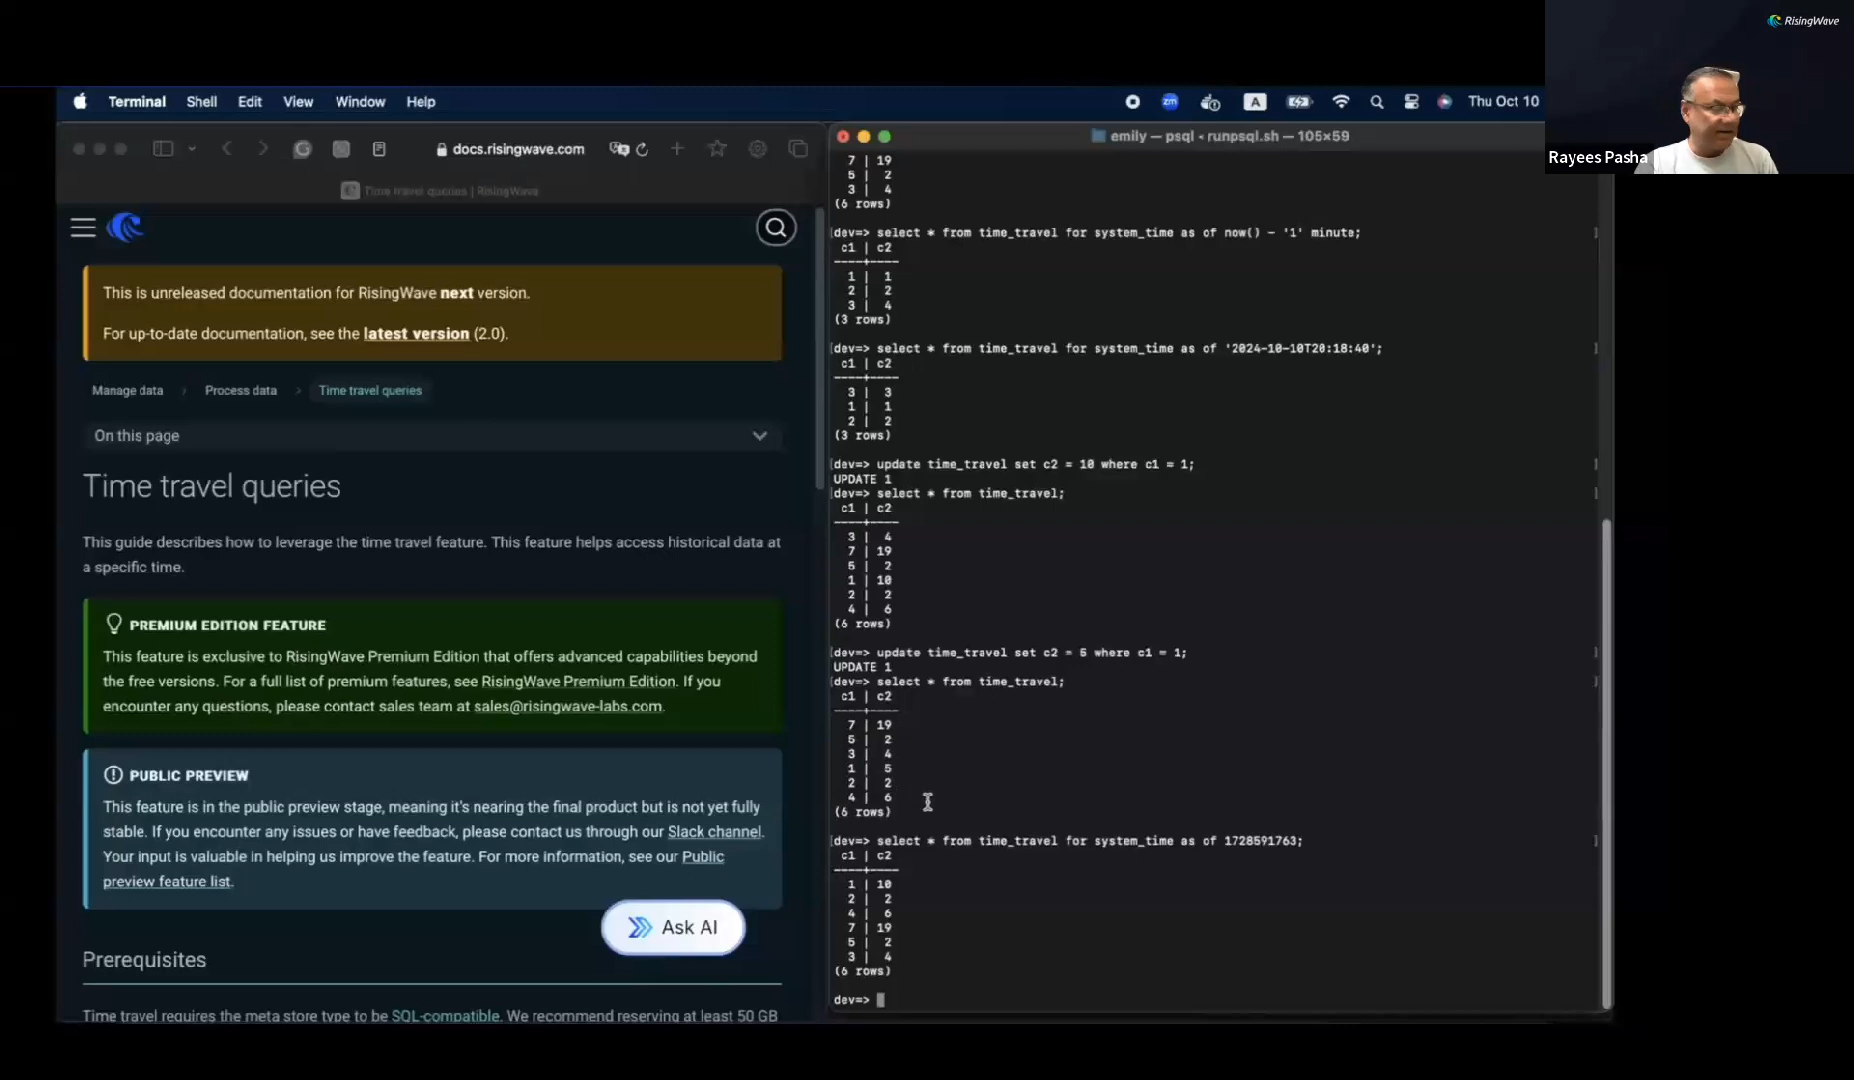 RisingWave
Rayees Pasha
Terminal Shell Edit View Window Help
zm A Thu Oct 10
docs.risingwave.com
Time travel queries | RisingWave
This is unreleased documentation for RisingWave next version.
For up-to-date documentation, see the latest version (2.0).
Manage data > Process data > Time travel queries
On this page
Time travel queries
This guide describes how to leverage the time travel feature. This feature helps access historical data at
a specific time.
PREMIUM EDITION FEATURE
This feature is exclusive to RisingWave Premium Edition that offers advanced capabilities beyond
the free versions. For a full list of premium features, see RisingWave Premium Edition. If you
encounter any questions, please contact sales team at sales@risingwave-labs.com.
PUBLIC PREVIEW
This feature is in the public preview stage, meaning it's nearing the final product but is not yet fully
stable. If you encounter any issues or have feedback, please contact us through our Slack channel.
Your input is valuable in helping us improve the feature. For more information, see our Public
preview feature list.
Ask AI
Prerequisites
Time travel requires the meta store type to be SQL-compatible. We recommend reserving at least 50 GB
emily — psql ◂ runpsql.sh — 105×59
7 | 19
5 | 2
3 | 4
(6 rows)
[dev=> select * from time_travel for system_time as of now() - '1' minute; ]
c1 | c2
----+----
1 | 1
2 | 2
3 | 4
(3 rows)
[dev=> select * from time_travel for system_time as of '2024-10-10T20:18:40'; ]
c1 | c2
----+----
3 | 3
1 | 1
2 | 2
(3 rows)
[dev=> update time_travel set c2 = 10 where c1 = 1; ]
UPDATE 1
[dev=> select * from time_travel; ]
c1 | c2
----+----
3 | 4
7 | 19
5 | 2
1 | 10
2 | 2
4 | 6
(6 rows)
[dev=> update time_travel set c2 = 5 where c1 = 1; ]
UPDATE 1
[dev=> select * from time_travel; ]
c1 | c2
----+----
7 | 19
5 | 2
3 | 4
1 | 5
2 | 2
4 | 6
(6 rows)
[dev=> select * from time_travel for system_time as of 1728591763; ]
c1 | c2
----+----
1 | 10
2 | 2
4 | 6
7 | 19
5 | 2
3 | 4
(6 rows)
dev=>